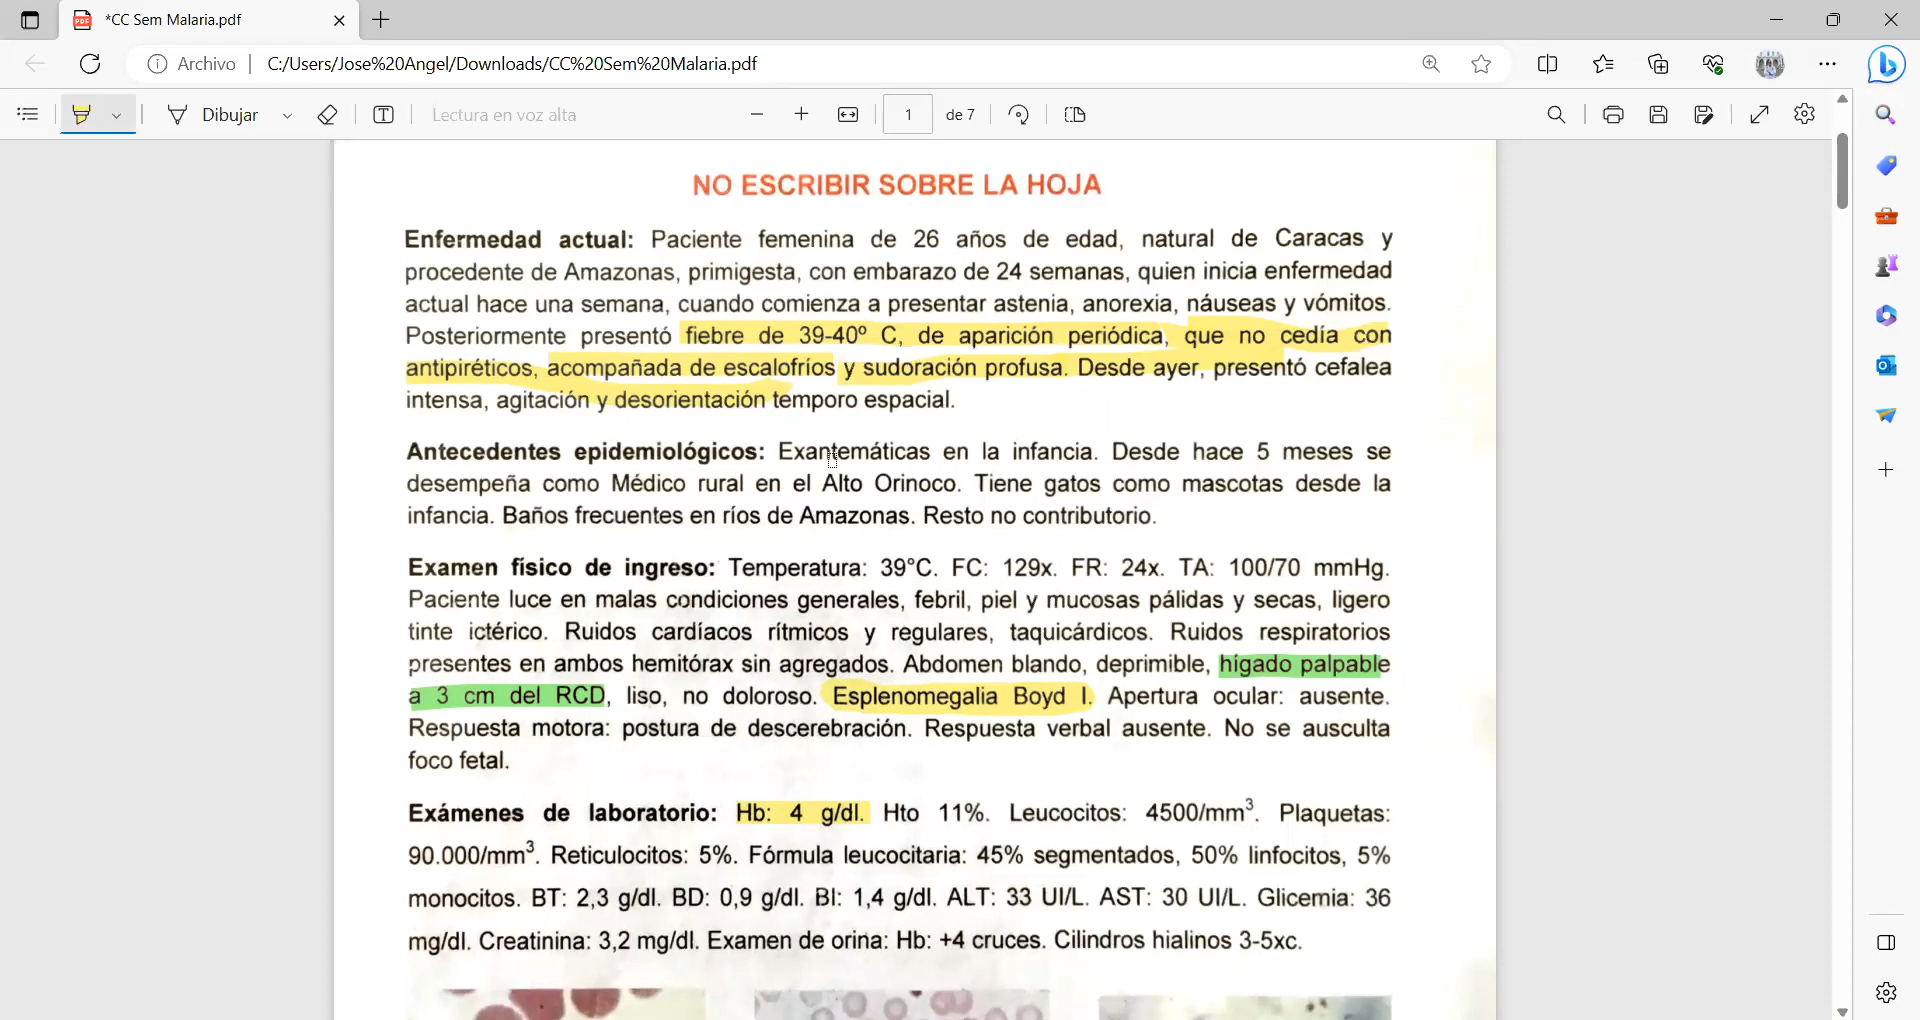 *CC Sem Malaria.pdf
Archivo
C:/Users/Jose%20Angel/Downloads/CC%20Sem%20Malaria.pdf
Dibujar
Lectura en voz alta
1 de 7
NO ESCRIBIR SOBRE LA HOJA
Enfermedad actual: Paciente femenina de 26 años de edad, natural de Caracas y
procedente de Amazonas, primigesta, con embarazo de 24 semanas, quien inicia enfermedad
actual hace una semana, cuando comienza a presentar astenia, anorexia, náuseas y vómitos.
Posteriormente presentó fiebre de 39-40º C, de aparición periódica, que no cedía con
antipiréticos, acompañada de escalofríos y sudoración profusa. Desde ayer, presentó cefalea
intensa, agitación y desorientación temporo espacial.
Antecedentes epidemiológicos: Exantemáticas en la infancia. Desde hace 5 meses se
desempeña como Médico rural en el Alto Orinoco. Tiene gatos como mascotas desde la
infancia. Baños frecuentes en ríos de Amazonas. Resto no contributorio.
Examen físico de ingreso: Temperatura: 39°C. FC: 129x. FR: 24x. TA: 100/70 mmHg.
Paciente luce en malas condiciones generales, febril, piel y mucosas pálidas y secas, ligero
tinte ictérico. Ruidos cardíacos rítmicos y regulares, taquicárdicos. Ruidos respiratorios
presentes en ambos hemitórax sin agregados. Abdomen blando, deprimible, hígado palpable
a 3 cm del RCD, liso, no doloroso. Esplenomegalia Boyd I. Apertura ocular: ausente.
Respuesta motora: postura de descerebración. Respuesta verbal ausente. No se ausculta
foco fetal.
Exámenes de laboratorio: Hb: 4 g/dl. Hto 11%. Leucocitos: 4500/mm³. Plaquetas:
90.000/mm³. Reticulocitos: 5%. Fórmula leucocitaria: 45% segmentados, 50% linfocitos, 5%
monocitos. BT: 2,3 g/dl. BD: 0,9 g/dl. BI: 1,4 g/dl. ALT: 33 UI/L. AST: 30 UI/L. Glicemia: 36
mg/dl. Creatinina: 3,2 mg/dl. Examen de orina: Hb: +4 cruces. Cilindros hialinos 3-5xc.